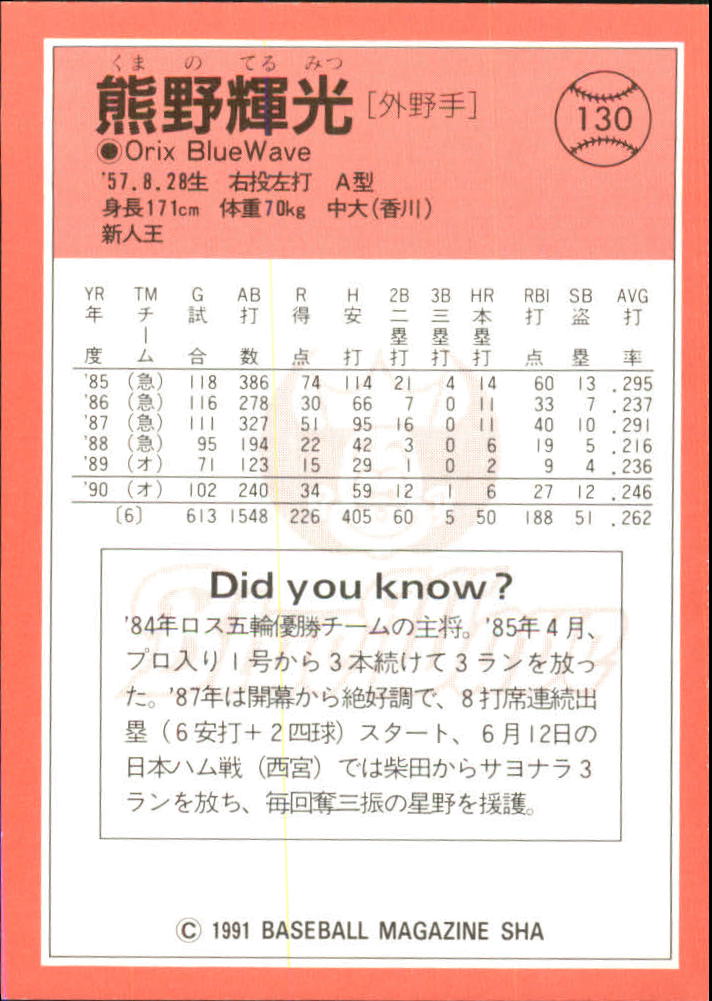 くま の てる みつ
熊野輝光 [外野手]
130
●Orix BlueWave
'57.8.28生 右投左打 A型
身長171cm 体重70kg 中大(香川)
新人王
YR TM G AB R H 2B 3B HR RBI SB AVG
年度 チーム 試合 打数 得点 安打 二塁打 三塁打 本塁打 打点 盗塁 打率
'85 (急) 118 386 74 114 21 4 14 60 13 .295
'86 (急) 116 278 30 66 7 0 11 33 7 .237
'87 (急) 111 327 51 95 16 0 11 40 10 .291
'88 (急) 95 194 22 42 3 0 6 19 5 .216
'89 (オ) 71 123 15 29 1 0 2 9 4 .236
'90 (オ) 102 240 34 59 12 1 6 27 12 .246
〔6〕 613 1548 226 405 60 5 50 188 51 .262
Did you know?
'84年ロス五輪優勝チームの主将。'85年4月、
プロ入り1号から3本続けて3ランを放っ
た。'87年は開幕から絶好調で、8打席連続出
塁(6安打+2四球)スタート、6月12日の
日本ハム戦(西宮)では柴田からサヨナラ3
ランを放ち、毎回奪三振の星野を援護。
© 1991 BASEBALL MAGAZINE SHA